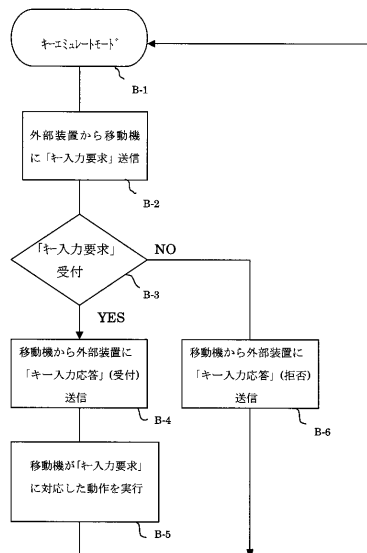 キーエミュレートモード
B-1
外部装置から移動機
に「キー入力要求」送信
B-2
「キー入力要求」
受付
NO
B-3
YES
移動機から外部装置に
「キー入力応答」(受付)
送信
B-4
移動機から外部装置に
「キー入力応答」(拒否)
送信
B-6
移動機が「キー入力要求」
に対応した動作を実行
B-5